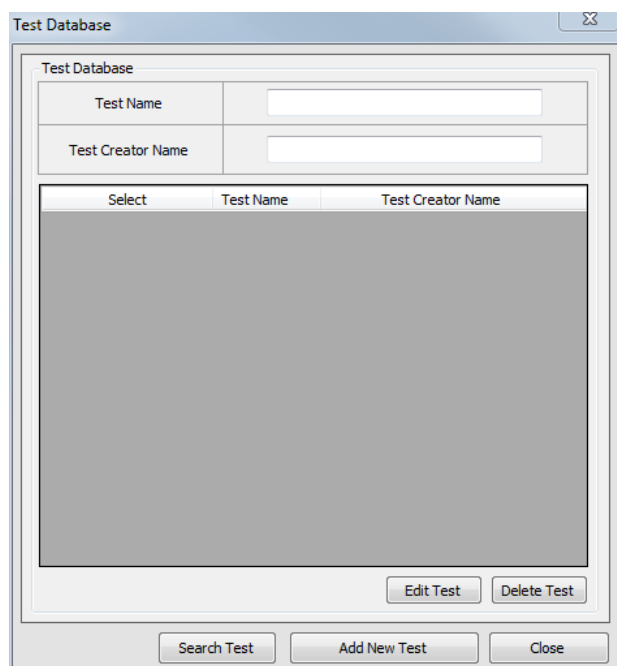 Test Database
Test Database
Test Name
Test Creator Name
Select Test Name Test Creator Name
Edit Test Delete Test
Search Test Add New Test Close